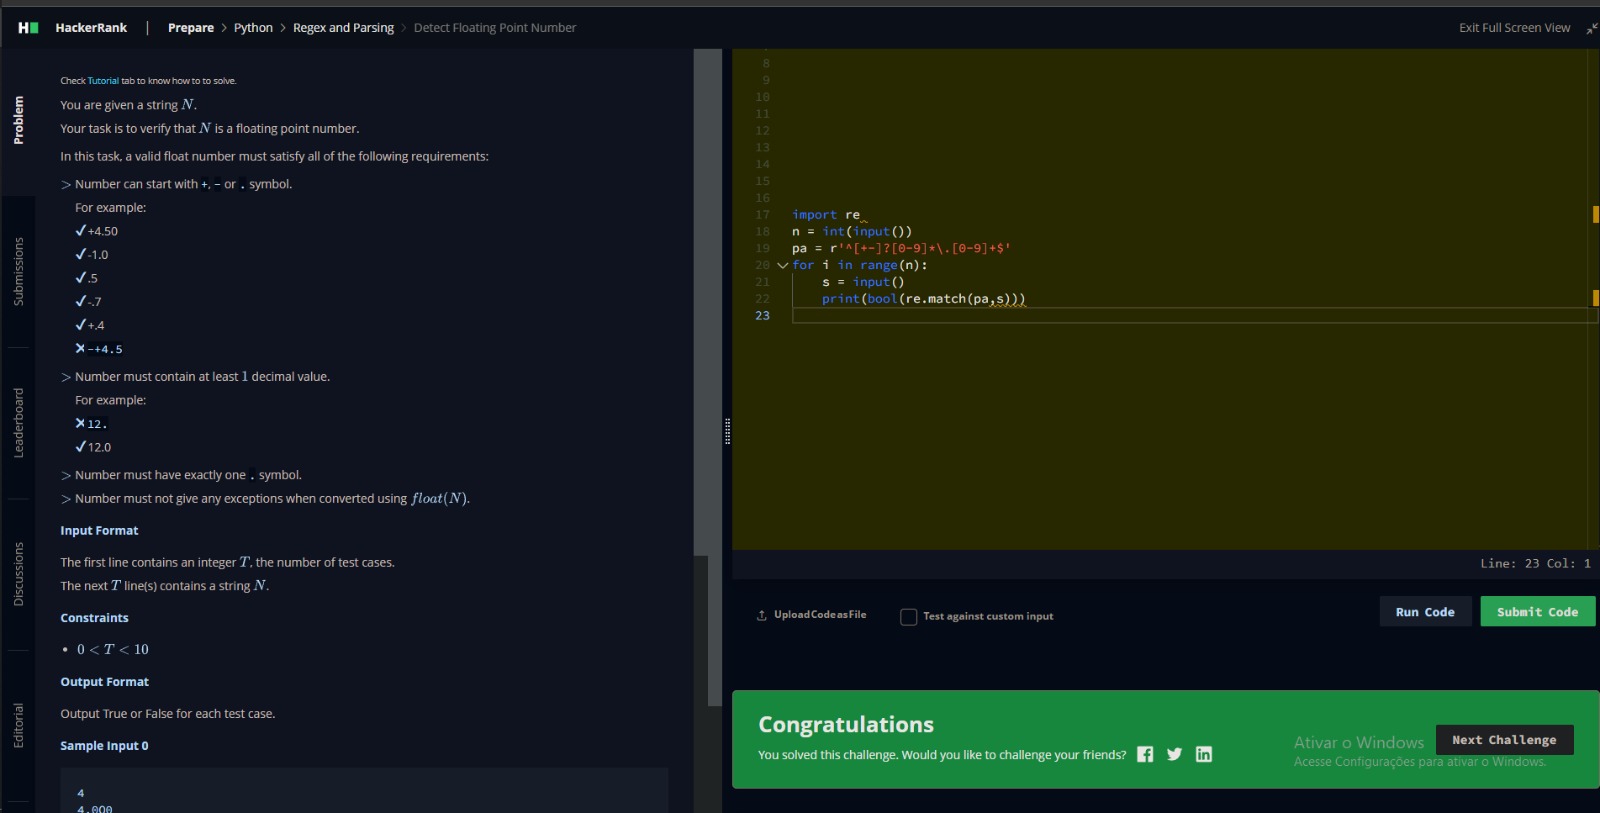 HackerRank | Prepare > Python > Regex and Parsing > Detect Floating Point Number
Exit Full Screen View
Problem
Submissions
Leaderboard
Discussions
Editorial
Check Tutorial tab to know how to to solve.
You are given a string N.
Your task is to verify that N is a floating point number.
In this task, a valid float number must satisfy all of the following requirements:
> Number can start with +, - or . symbol.
For example:
✓+4.50
✓-1.0
✓.5
✓-.7
✓+.4
✕-+4.5
> Number must contain at least 1 decimal value.
For example:
✕12.
✓12.0
> Number must have exactly one . symbol.
> Number must not give any exceptions when converted using float(N).
Input Format
The first line contains an integer T, the number of test cases.
The next T line(s) contains a string N.
Constraints
• 0 < T < 10
Output Format
Output True or False for each test case.
Sample Input 0
4
4.0O0
8
9
10
11
12
13
14
15
16
17 import re
18 n = int(input())
19 pa = r'^[+-]?[0-9]*\.[0-9]+$'
20 for i in range(n):
21     s = input()
22     print(bool(re.match(pa,s)))
23
Line: 23 Col: 1
Upload Code as File
Test against custom input
Run Code
Submit Code
Congratulations
You solved this challenge. Would you like to challenge your friends?
Next Challenge
Ativar o Windows
Acesse Configurações para ativar o Windows.